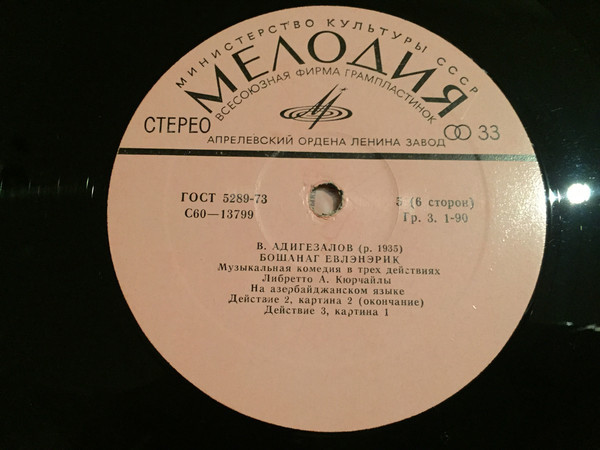 МИНИСТЕРСТВО КУЛЬТУРЫ СССР
МЕЛОДИЯ
ВСЕСОЮЗНАЯ ФИРМА ГРАМПЛАСТИНОК
СТЕРЕО
33
АПРЕЛЕВСКИЙ ОРДЕНА ЛЕНИНА ЗАВОД
ГОСТ 5289-73
5 (6 сторон)
С60—13799
Гр. 3. 1-90
В. АДИГЕЗАЛОВ (р. 1935)
БОШАНАГ ЕВЛЭНЭРИК
Музыкальная комедия в трех действиях
Либретто А. Кюрчайлы
На азербайджанском языке
Действие 2, картина 2 (окончание)
Действие 3, картина 1